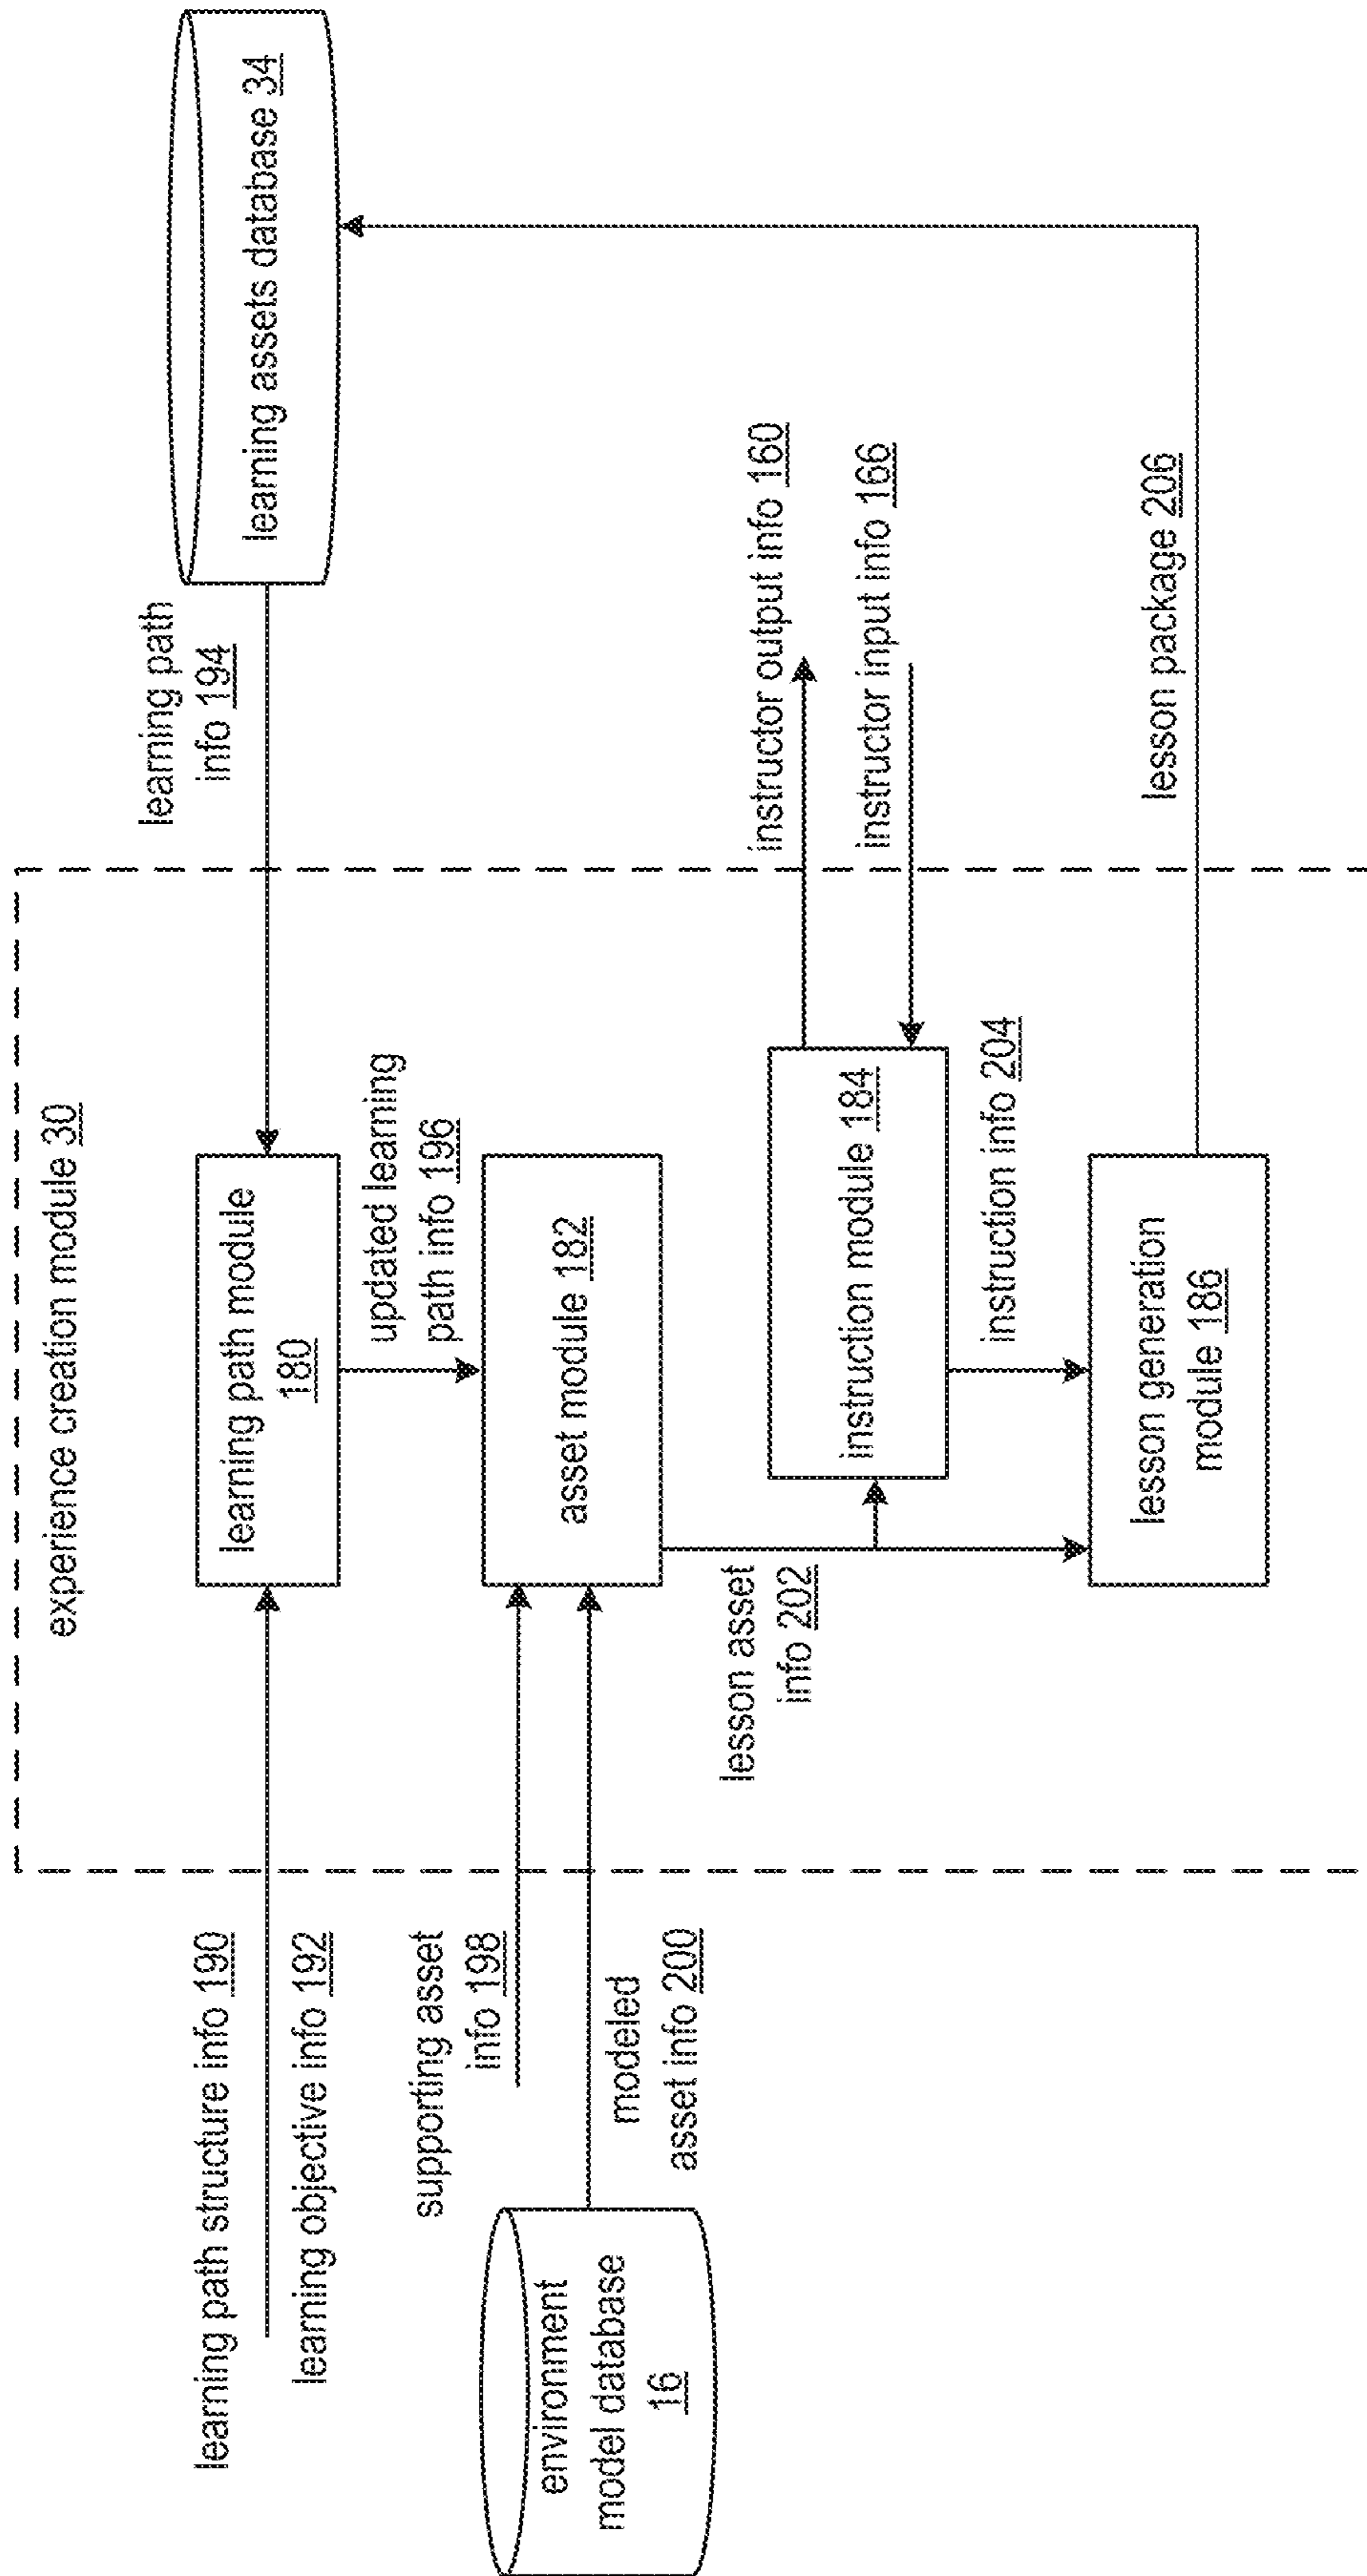 experience creation module 30
learning path structure info 190
learning objective info 192
learning path module
180
learning path
info 194
learning assets database 34
updated learning
path info 196
supporting asset
info 198
environment
model database
16
modeled
asset info 200
asset module 182
lesson asset
info 202
instruction module 184
instructor output info 160
instructor input info 166
instruction info 204
lesson generation
module 186
lesson package 206